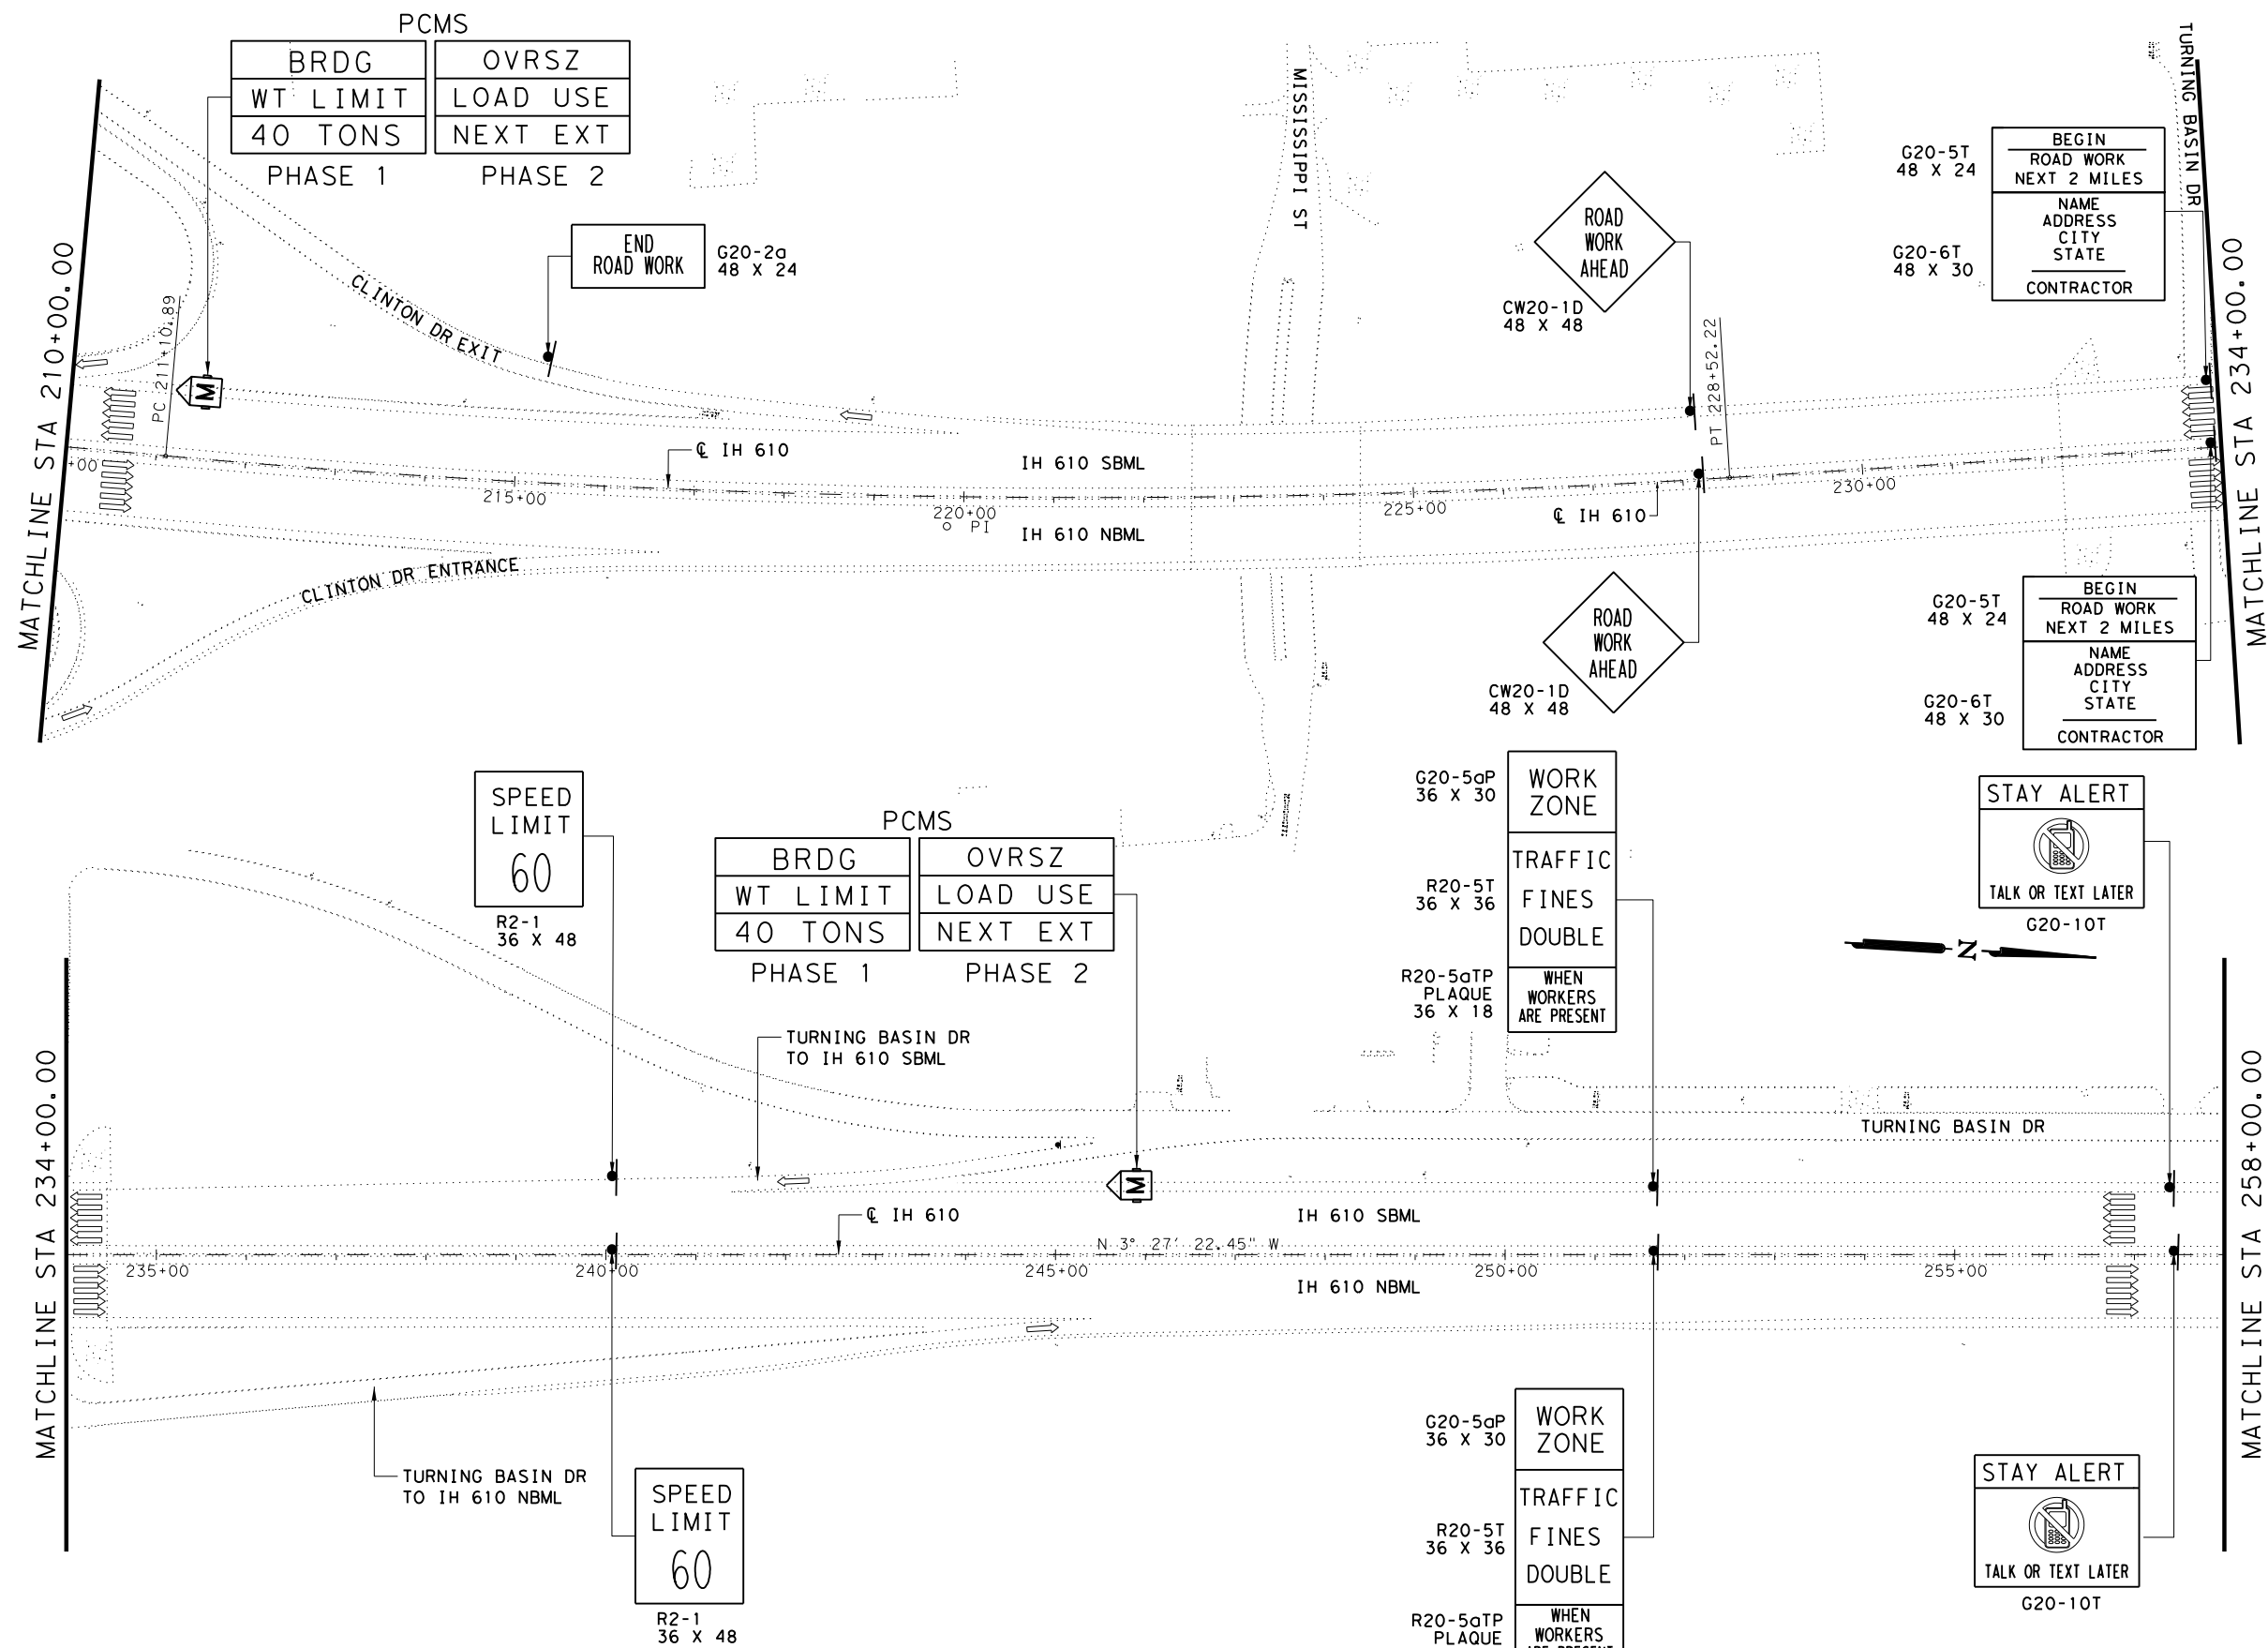 PCMS
BRDG
WT LIMIT
40 TONS
PHASE 1
OVRSZ
LOAD USE
NEXT EXT
PHASE 2
END
ROAD WORK
G20-2a
48 X 24
MISSISSIPPI ST
ROAD
WORK
AHEAD
CW20-1D
48 X 48
TURNING BASIN DR
G20-5T
48 X 24
BEGIN
ROAD WORK
NEXT 2 MILES
G20-6T
48 X 30
NAME
ADDRESS
CITY
STATE
CONTRACTOR
MATCHLINE STA 210+00.00
PC 211+10.89
CLINTON DR EXIT
PT 228+52.22
MATCHLINE STA 234+00.00
+00
℄ IH 610
215+00
IH 610 SBML
220+00
PI
IH 610 NBML
225+00
℄ IH 610
230+00
CLINTON DR ENTRANCE
ROAD
WORK
AHEAD
CW20-1D
48 X 48
G20-5T
48 X 24
BEGIN
ROAD WORK
NEXT 2 MILES
G20-6T
48 X 30
NAME
ADDRESS
CITY
STATE
CONTRACTOR
SPEED
LIMIT
60
R2-1
36 X 48
PCMS
BRDG
WT LIMIT
40 TONS
PHASE 1
OVRSZ
LOAD USE
NEXT EXT
PHASE 2
G20-5aP
36 X 30
WORK
ZONE
R20-5T
36 X 36
TRAFFIC
FINES
DOUBLE
R20-5aTP
PLAQUE
36 X 18
WHEN
WORKERS
ARE PRESENT
STAY ALERT
TALK OR TEXT LATER
G20-10T
N
TURNING BASIN DR
TO IH 610 SBML
M
M
TURNING BASIN DR
MATCHLINE STA 234+00.00
℄ IH 610
IH 610 SBML
N 3° 27' 22.45" W
235+00
240+00
245+00
250+00
255+00
IH 610 NBML
MATCHLINE STA 258+00.00
TURNING BASIN DR
TO IH 610 NBML
SPEED
LIMIT
60
R2-1
36 X 48
G20-5aP
36 X 30
WORK
ZONE
R20-5T
36 X 36
TRAFFIC
FINES
DOUBLE
R20-5aTP
PLAQUE
WHEN
WORKERS
ARE PRESENT
STAY ALERT
TALK OR TEXT LATER
G20-10T